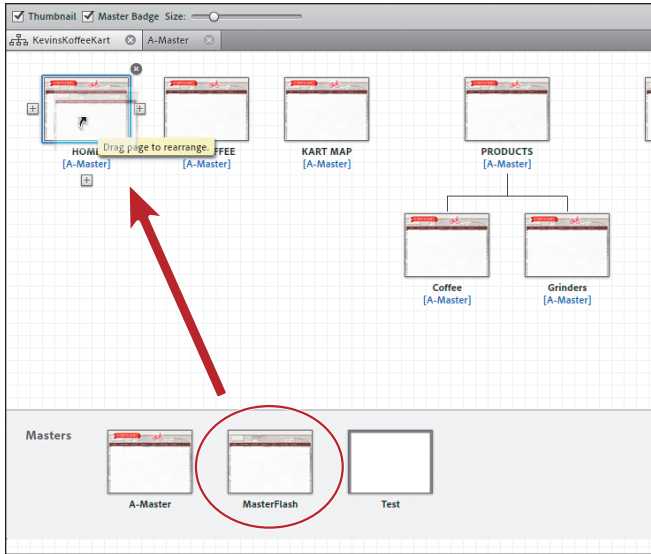 Thumbnail Master Badge Size:
KevinsKoffeeKart A-Master
HOME FFEE KART MAP PRODUCTS
Drag page to rearrange.
[A-Master] [A-Master] [A-Master] [A-Master]
Coffee Grinders
[A-Master] [A-Master]
Masters
A-Master MasterFlash Test